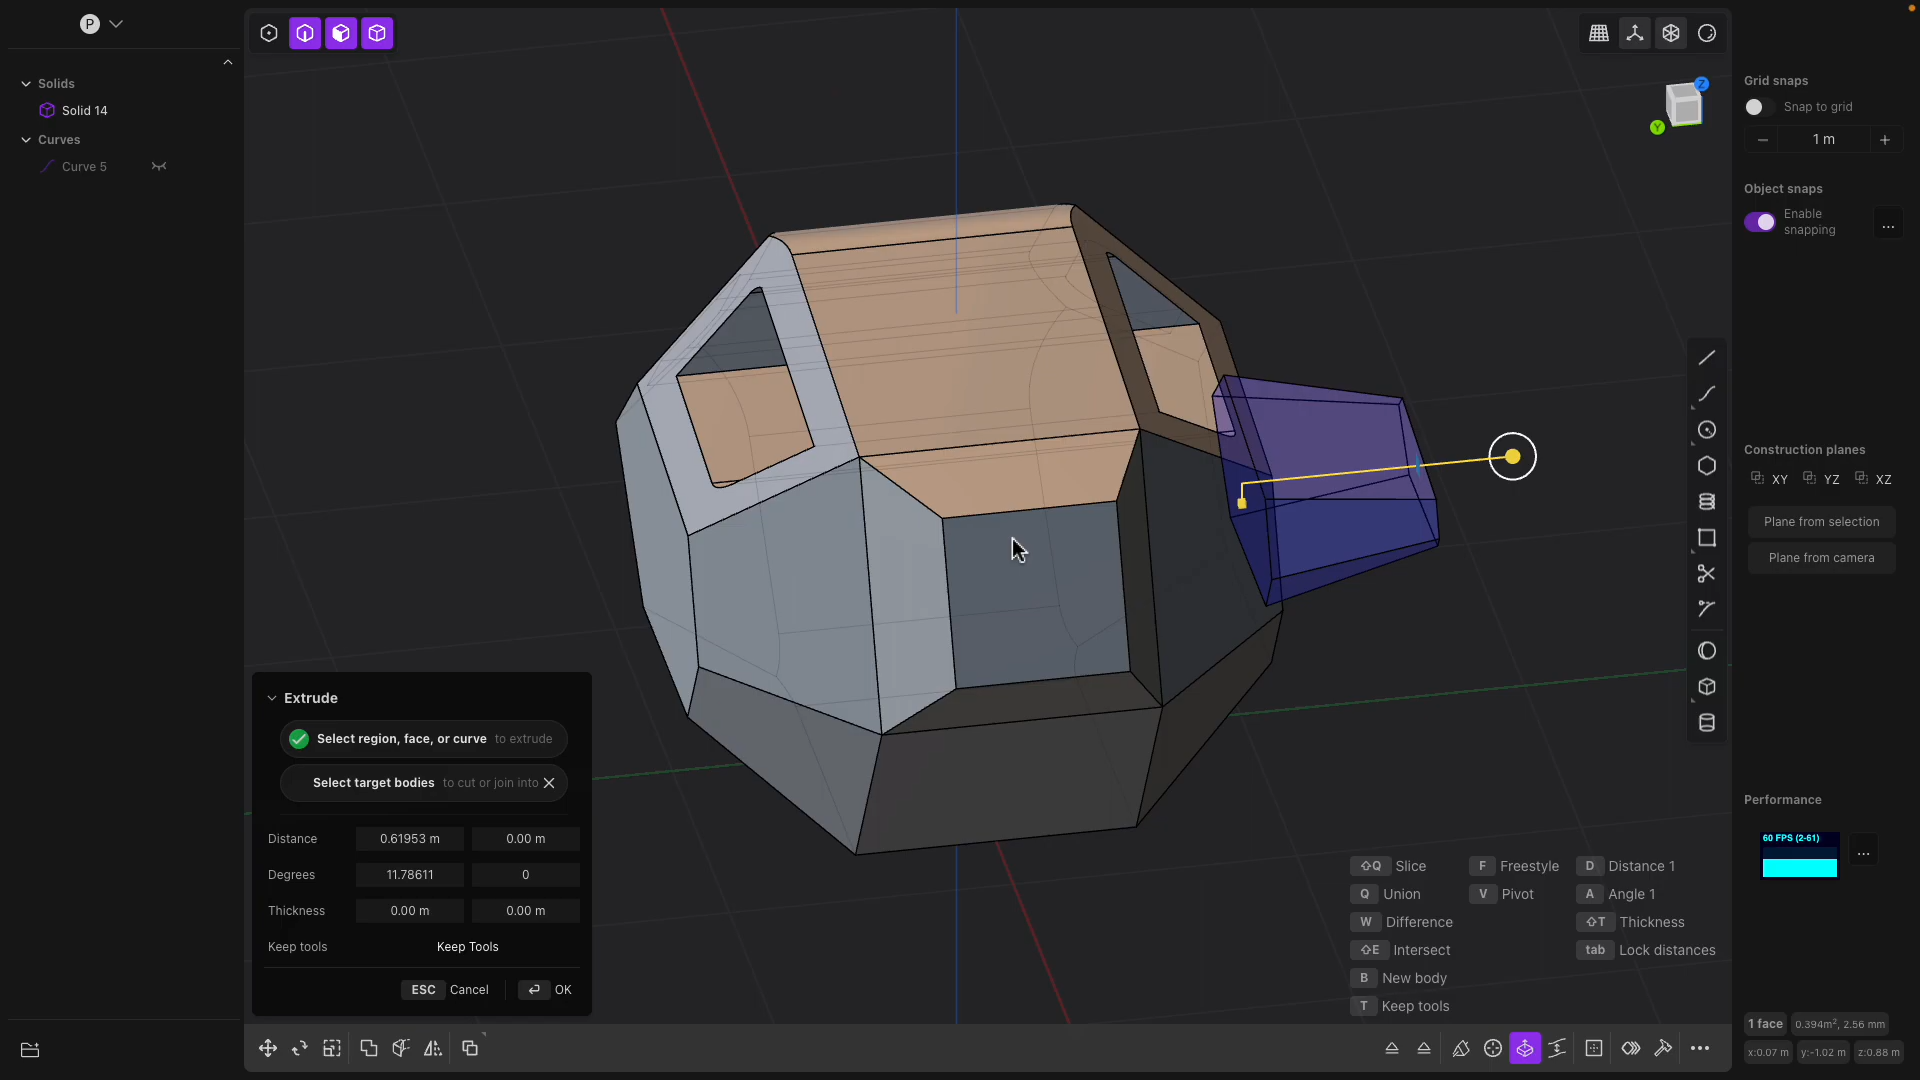 P
Solids
Solid 14
Curves
Curve 5
Z
Y
Grid snaps
Snap to grid
1 m
Object snaps
Enable
snapping
...
Construction planes
XY YZ XZ
Plane from selection
Plane from camera
Performance
60 FPS (2-61)
...
Extrude
Select region, face, or curve to extrude
Select target bodies to cut or join into
Distance 0.61953 m 0.00 m
Degrees 11.78611 0
Thickness 0.00 m 0.00 m
Keep tools Keep Tools
ESC Cancel OK
⇧Q Slice F Freestyle D Distance 1
Q Union V Pivot A Angle 1
W Difference ⇧T Thickness
⇧E Intersect tab Lock distances
B New body
T Keep tools
1 face 0.394m², 2.56 mm
x:0.07 m y:-1.02 m z:0.88 m